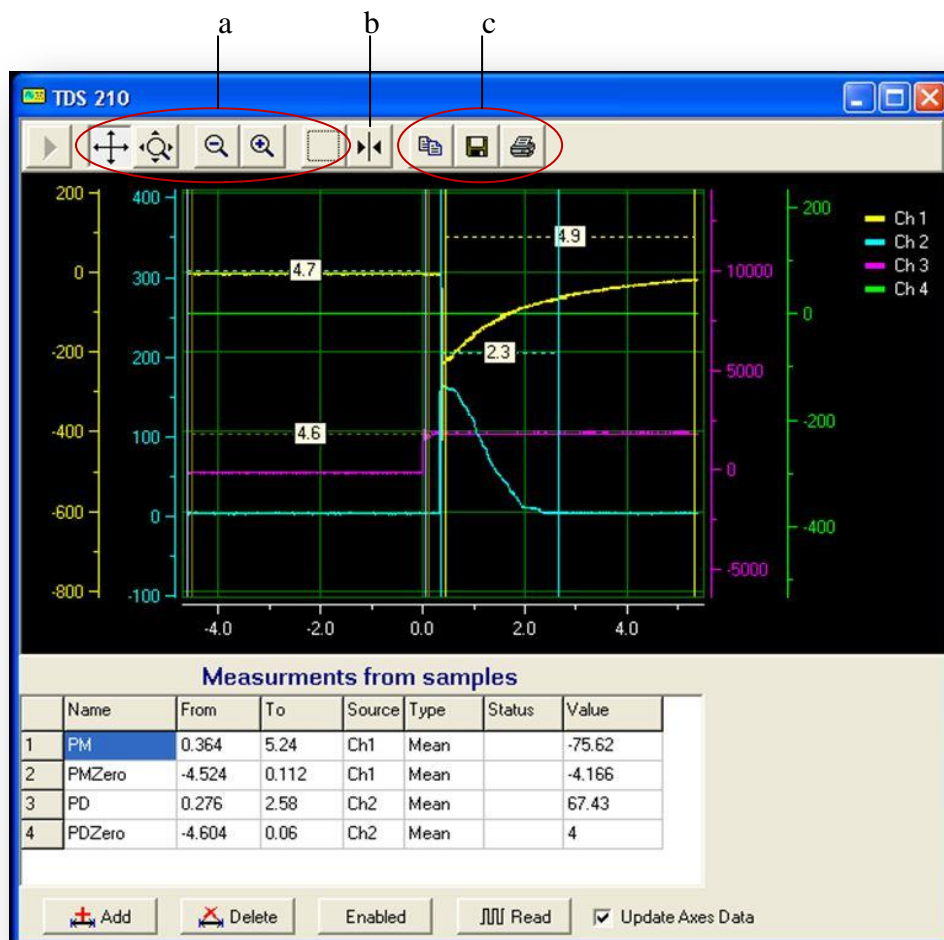 a b c
TDS 210
200 400 200 Ch 1
4.9 Ch 2
0 4.7 300 10000 Ch 3
Ch 4
0
-200 200 2.3 5000
-400 100 4.6 -200
0
-600 0 -400
-5000
-800 -100
-4.0 -2.0 0.0 2.0 4.0
Measurments from samples
Name From To Source Type Status Value
1 PM 0.364 5.24 Ch1 Mean -75.62
2 PMZero -4.524 0.112 Ch1 Mean -4.166
3 PD 0.276 2.58 Ch2 Mean 67.43
4 PDZero -4.604 0.06 Ch2 Mean 4
Add Delete Enabled Read Update Axes Data